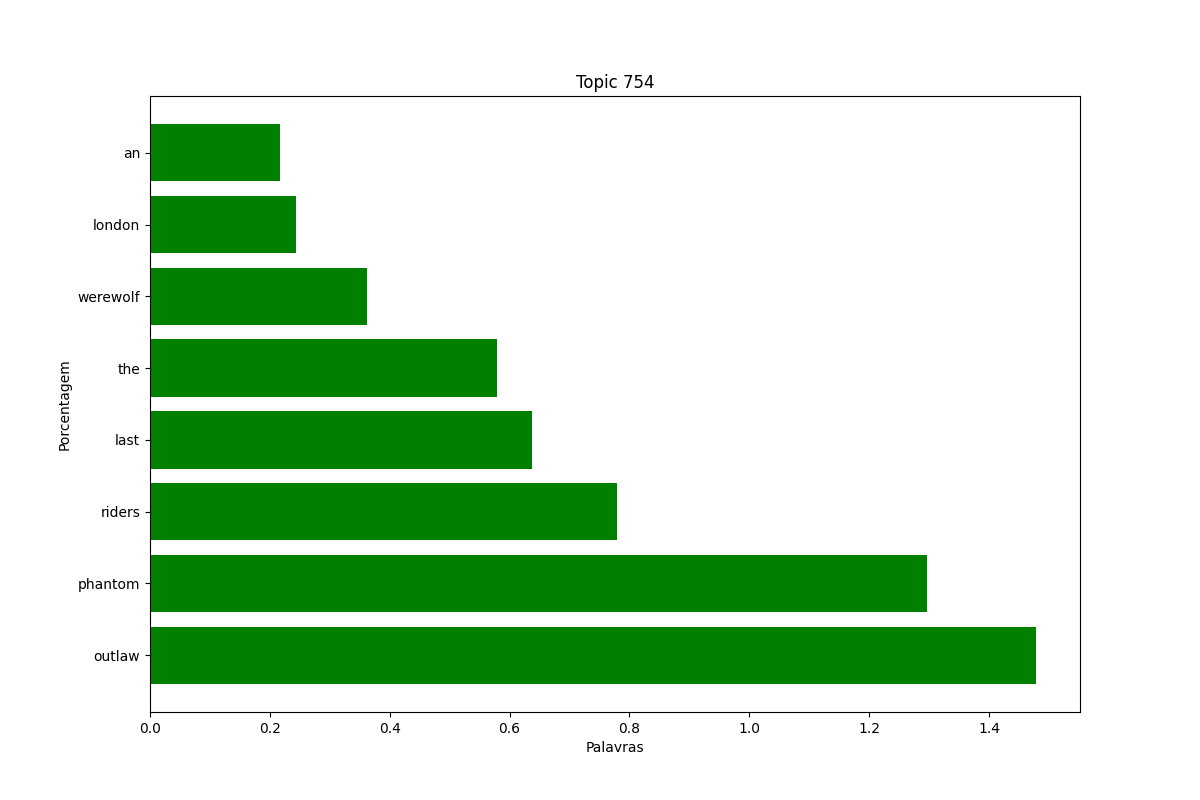 Topic 754
an
london
werewolf
the
last
riders
phantom
outlaw
Porcentagem
0.0 0.2 0.4 0.6 0.8 1.0 1.2 1.4
Palavras